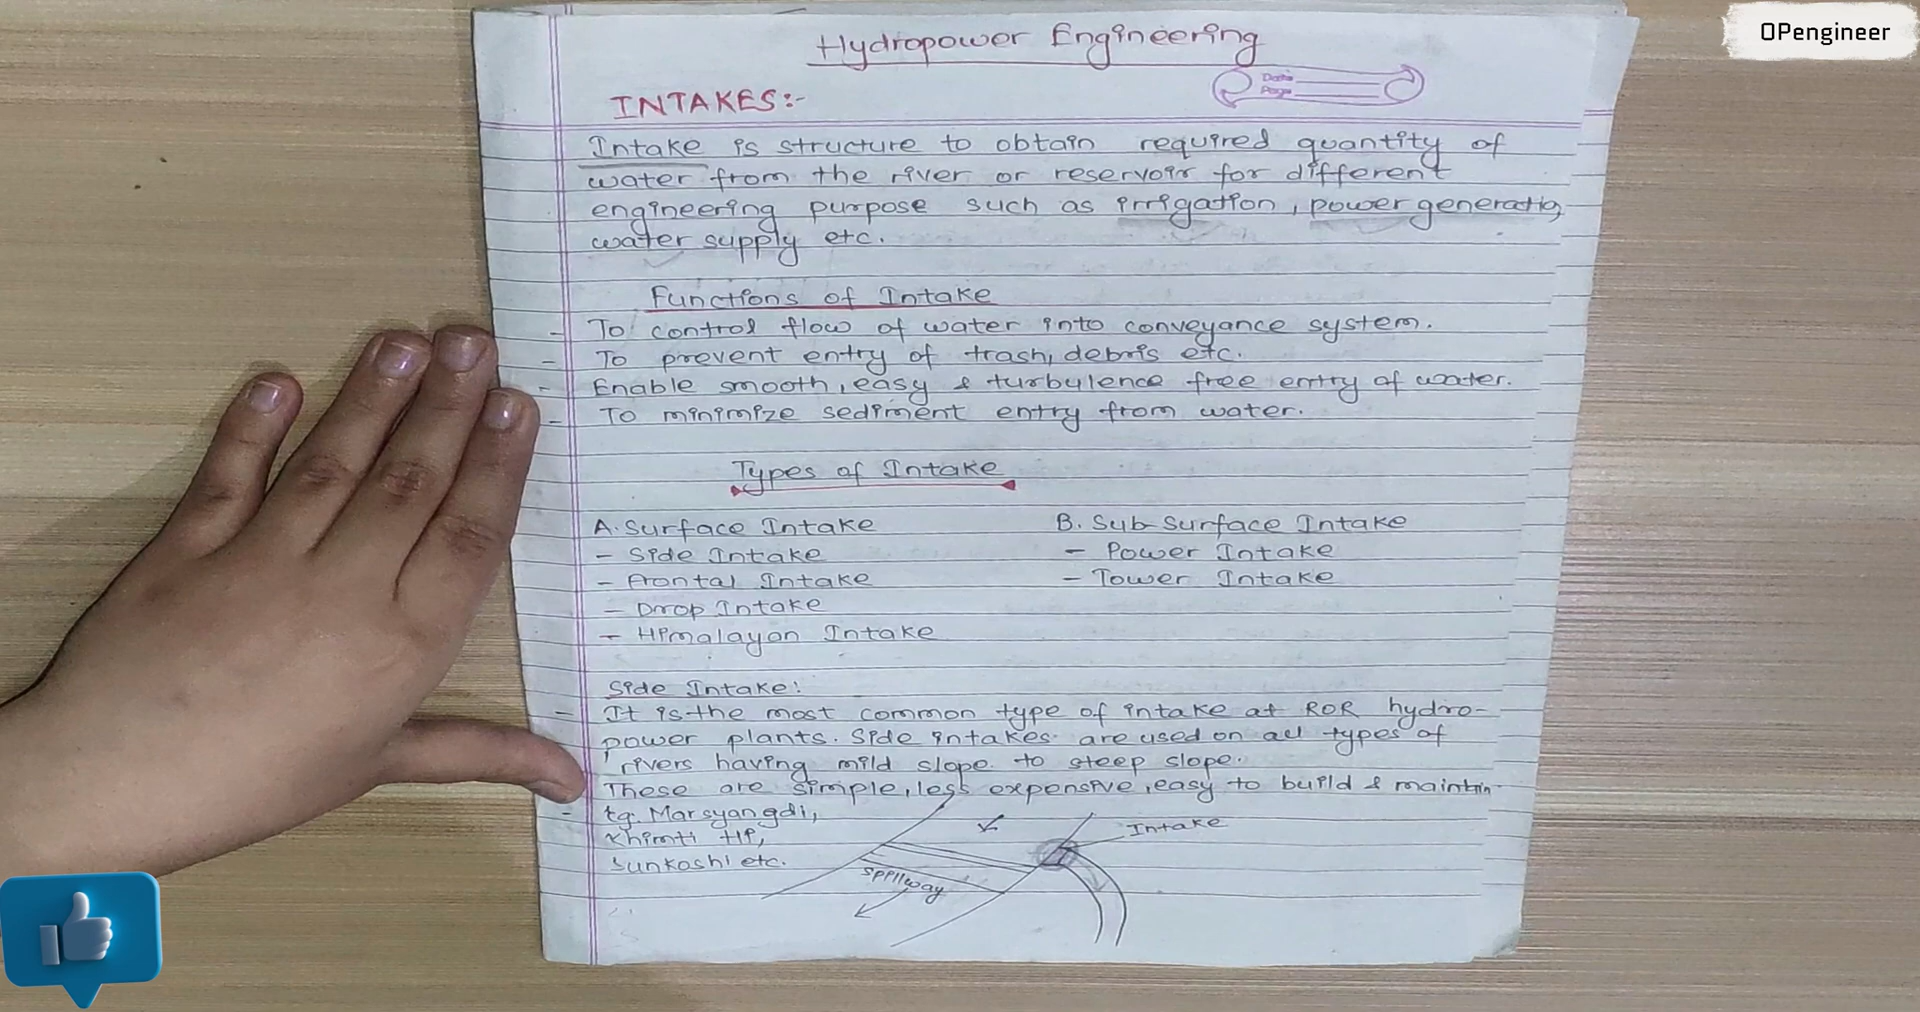 OPengineer
Hydropower Engineering
Date
Page
INTAKES:-
Intake is structure to obtain required quantity of
water from the river or reservoir for different
engineering purpose such as irrigation, power generatio
water supply etc.
Functions of Intake
- To control flow of water into conveyance system.
- To prevent entry of trash, debris etc.
- Enable smooth, easy & turbulence free entry of water.
- To minimize sediment entry from water.
Types of Intake
A. Surface Intake
- Side Intake
- Frontal Intake
- Drop Intake
- Himalayan Intake
B. Sub Surface Intake
- Power Intake
- Tower Intake
Side Intake:
- It is the most common type of intake at ROR hydro-
power plants. Side intakes are used on all types of
rivers having mild slope to steep slope.
These are simple, less expensive, easy to build & maintain.
- Eg. Marsyangdi,
Khimti HP,
Sunkoshi etc.
Intake
Spillway